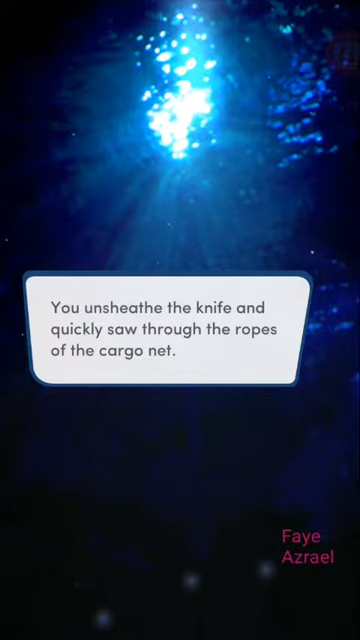 You unsheathe the knife and
quickly saw through the ropes
of the cargo net.
Faye
Azrael